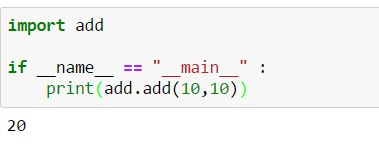 import add
if __name__ == "__main__" :
    print(add.add(10,10))
20